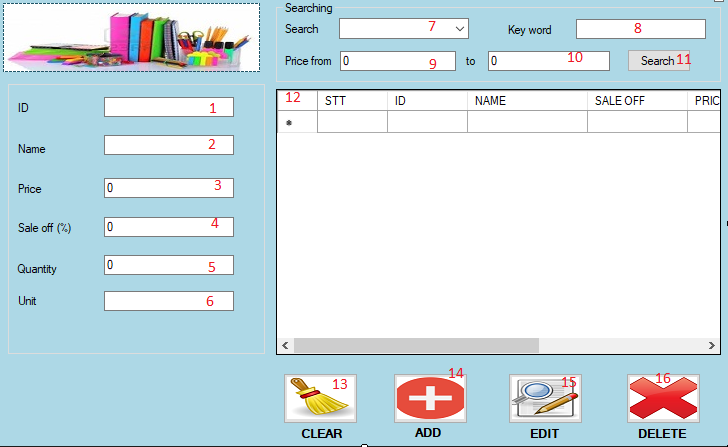 Searching
Search 7 Key word 8
Price from 0 9 to 0 10 Search 11
ID 1
Name 2
Price 0 3
Sale off (%) 0 4
Quantity 0 5
Unit 6
12 STT ID NAME SALE OFF PRIC
*
13 14 15 16
CLEAR ADD EDIT DELETE